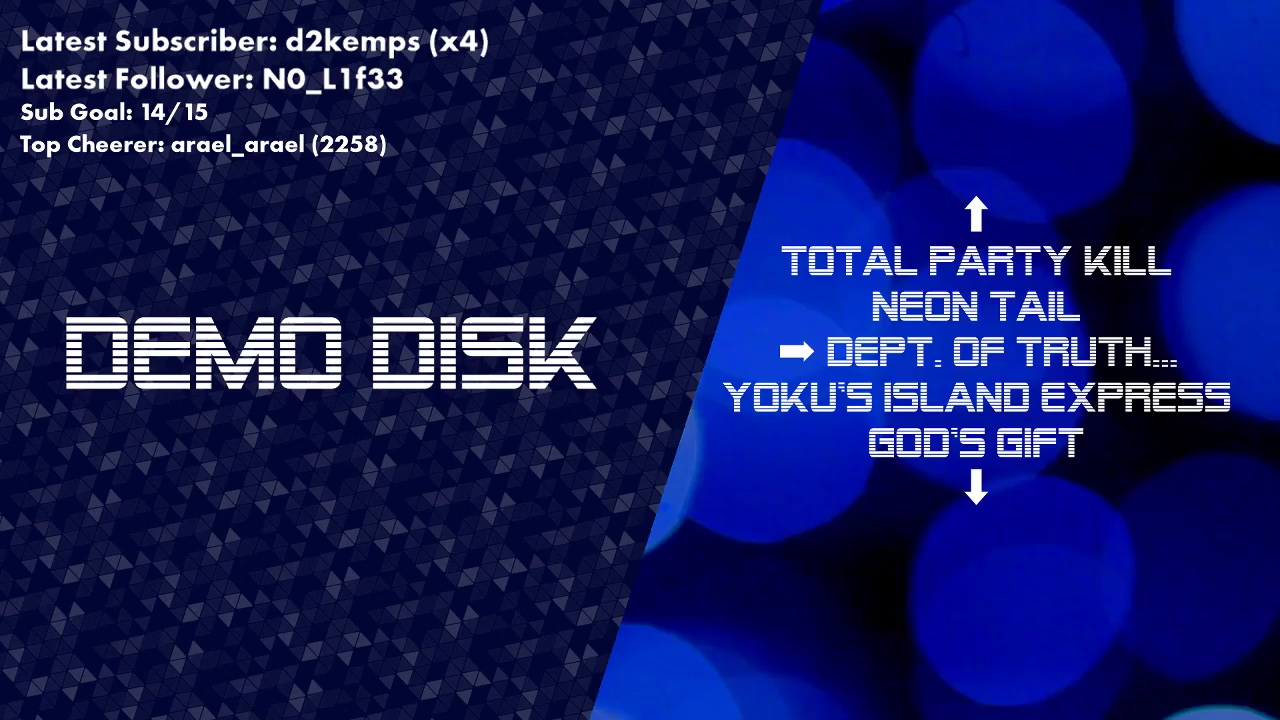 Latest Subscriber: d2kemps (x4)
Latest Follower: N0_L1f33
Sub Goal: 14/15
Top Cheerer: arael_arael (2258)
DEMO DISK
TOTAL PARTY KILL
NEON TAIL
➡ DEPT. OF TRUTH...
YOKU'S ISLAND EXPRESS
GOD'S GIFT